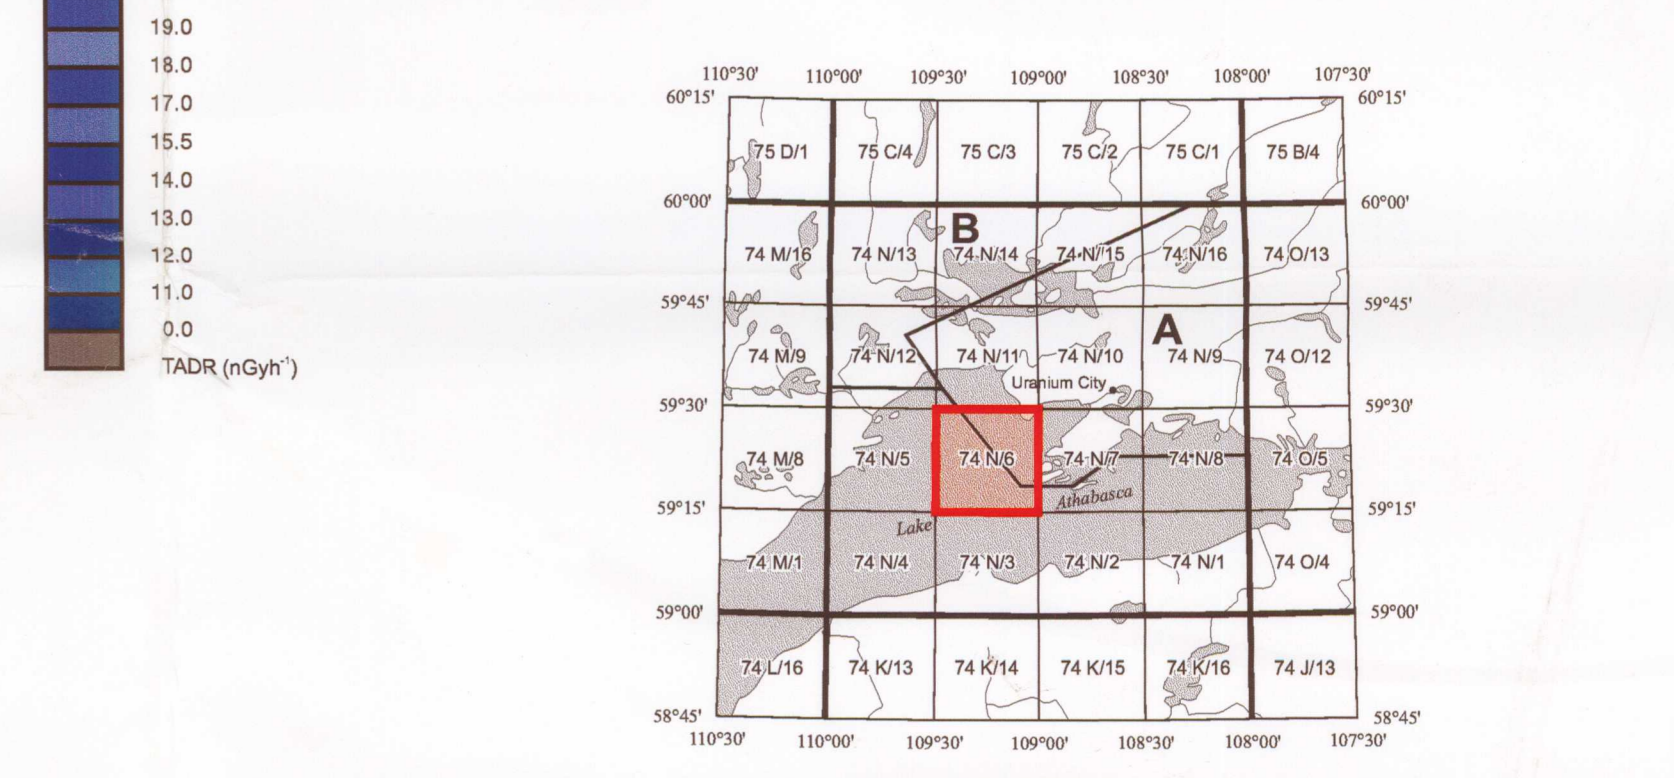 19.0
18.0
17.0
15.5
14.0
13.0
12.0
11.0
0.0
TADR (nGyh⁻¹)
110°30' 110°00' 109°30' 109°00' 108°30' 108°00' 107°30'
60°15' 60°15'
75 D/1 75 C/4 75 C/3 75 C/2 75 C/1 75 B/4
60°00' 60°00'
B
74 M/16 74 N/13 74 N/14 74 N/15 74 N/16 74 O/13
59°45' 59°45'
A
74 M/9 74 N/12 74 N/11 74 N/10 74 N/9 74 O/12
Uranium City
59°30' 59°30'
74 M/8 74 N/5 74 N/6 74 N/7 74 N/8 74 O/5
Athabasca
59°15' 59°15'
Lake
74 M/1 74 N/4 74 N/3 74 N/2 74 N/1 74 O/4
59°00' 59°00'
74 L/16 74 K/13 74 K/14 74 K/15 74 K/16 74 J/13
58°45' 58°45'
110°30' 110°00' 109°30' 109°00' 108°30' 108°00' 107°30'